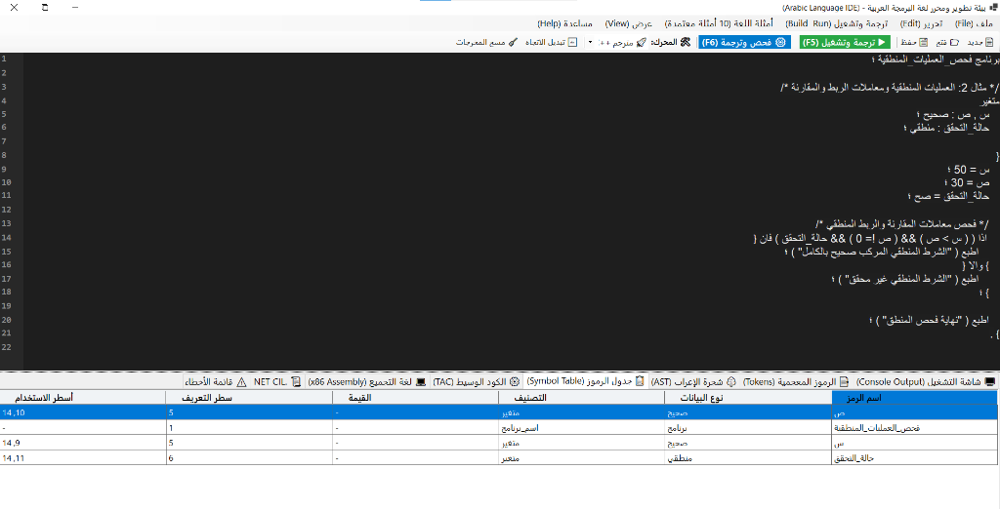 بيئة تطوير ومحرر لغة البرمجة العربية - (Arabic Language IDE)
ملف (File) تحرير (Edit) ترجمة وتشغيل (Build Run) أمثلة اللغة (10 أمثلة معتمدة) عرض (View) مساعدة (Help)
جديد فتح حفظ ترجمة وتشغيل (F5) فحص وترجمة (F6) المحرك: مترجم ++: تبديل الاتجاه مسح المخرجات
1 برنامج فحص_العمليات_المنطقية ؛
2
3 /* مثال 2: العمليات المنطقية ومعاملات الربط والمقارنة */
4 متغير
5 س , ص : صحيح ؛
6 حالة_التحقق : منطقي ؛
7
8 {
9 س = 50 ؛
10 ص = 30 ؛
11 حالة_التحقق = صح ؛
12
13 /* فحص معاملات المقارنة والربط المنطقي */
14 اذا ( ( س > ص ) && ( ص != 0 ) && حالة_التحقق ) فان {
15 اطبع ( "الشرط المنطقي المركب صحيح بالكامل" ) ؛
16 } والا {
17 اطبع ( "الشرط المنطقي غير محقق" ) ؛
18 } ؛
19
20 اطبع ( "نهاية فحص المنطق" ) ؛
21 } .
22
شاشة التشغيل (Console Output) الرموز المعجمية (Tokens) شجرة الإعراب (AST) جدول الرموز (Symbol Table) الكود الوسيط (TAC) لغة التجميع (x86 Assembly) NET CIL. قائمة الأخطاء
اسم الرمز نوع البيانات التصنيف القيمة سطر التعريف أسطر الاستخدام
ص صحيح متغير - 5 14 ,10
فحص_العمليات_المنطقية برنامج اسم_برنامج - 1 -
س صحيح متغير - 5 14 ,9
حالة_التحقق منطقي متغير - 6 14 ,11